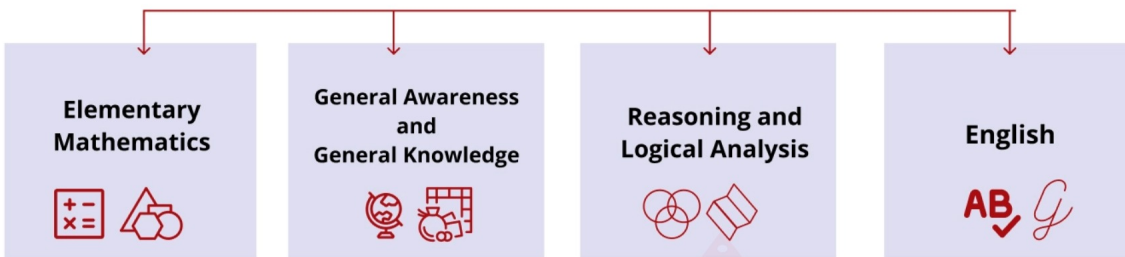 Elementary
Mathematics
General Awareness
and
General Knowledge
Reasoning and
Logical Analysis
English
+ -
× =
AB
G